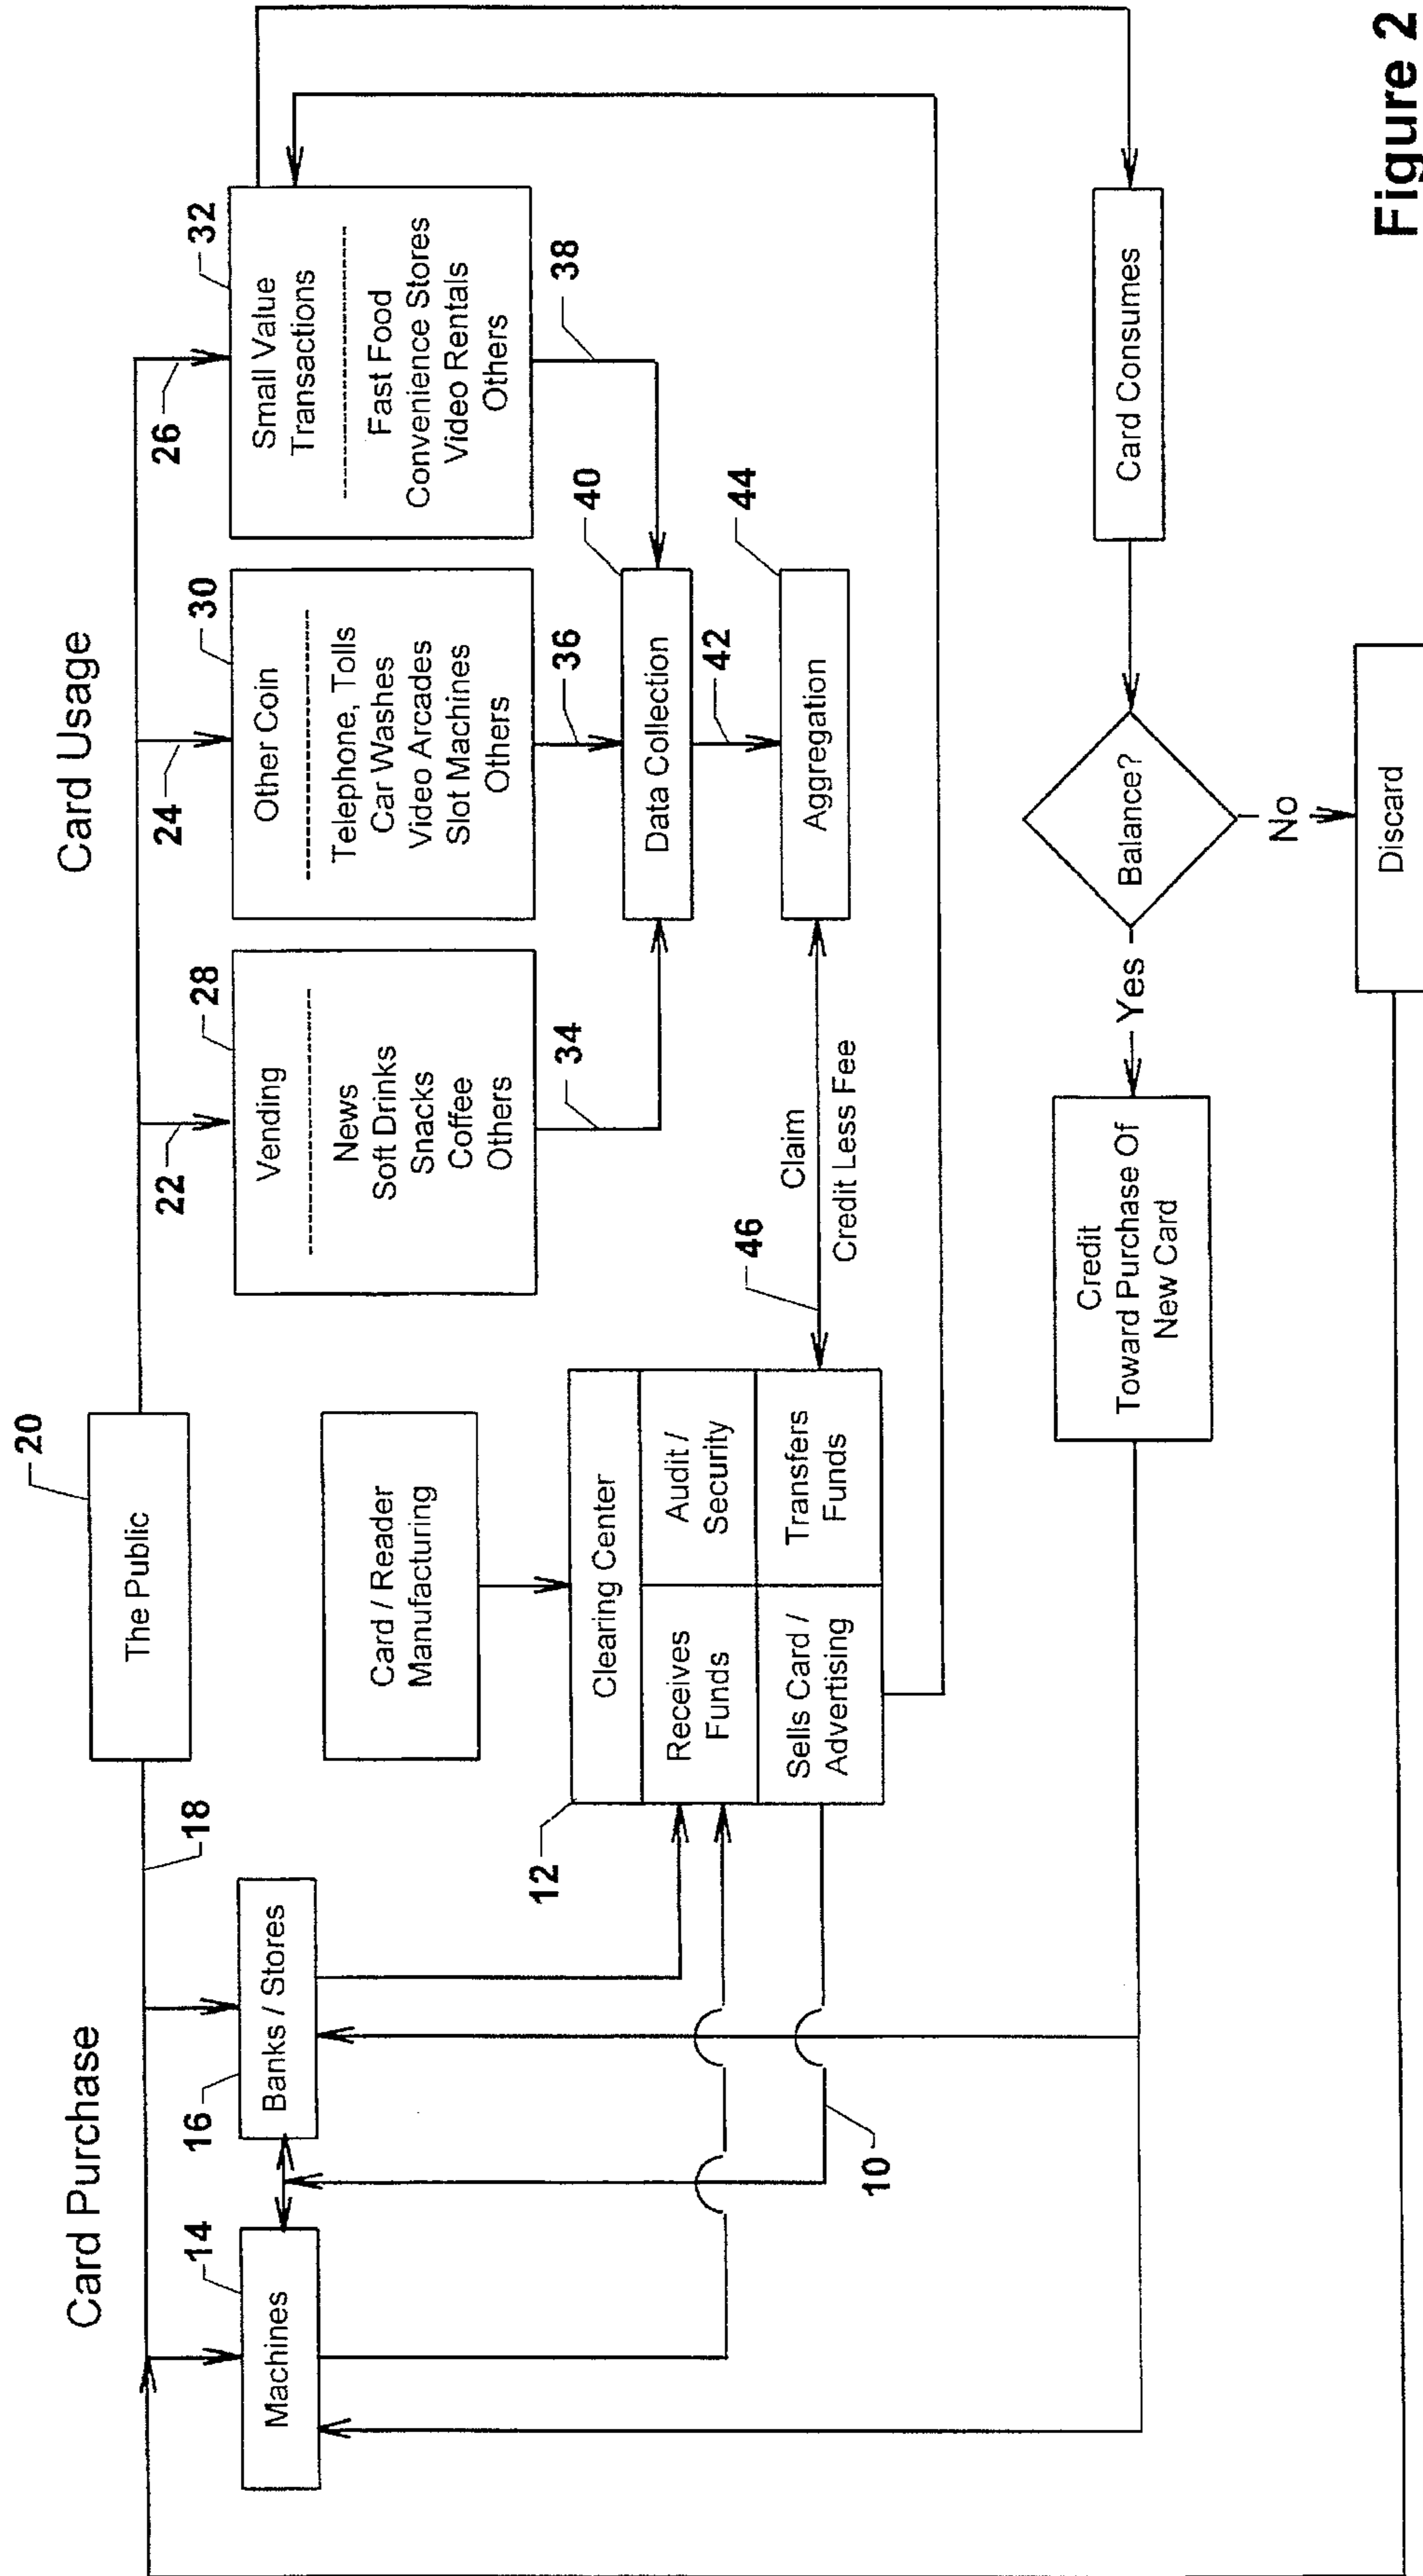 Card Purchase
Card Usage
20
The Public
18
22
24
26
14
Machines
16
Banks / Stores
Card / Reader
Manufacturing
28
Vending
News
Soft Drinks
Snacks
Coffee
Others
30
Other Coin
Telephone, Tolls
Car Washes
Video Arcades
Slot Machines
Others
32
Small Value
Transactions
Fast Food
Convenience Stores
Video Rentals
Others
34
36
38
12
Clearing Center
Receives
Funds
Audit /
Security
Sells Card /
Advertising
Transfers
Funds
40
Data Collection
42
44
Aggregation
46
Claim
Credit Less Fee
10
Credit
Toward Purchase Of
New Card
Yes
Balance?
No
Card Consumes
Discard
Figure 2